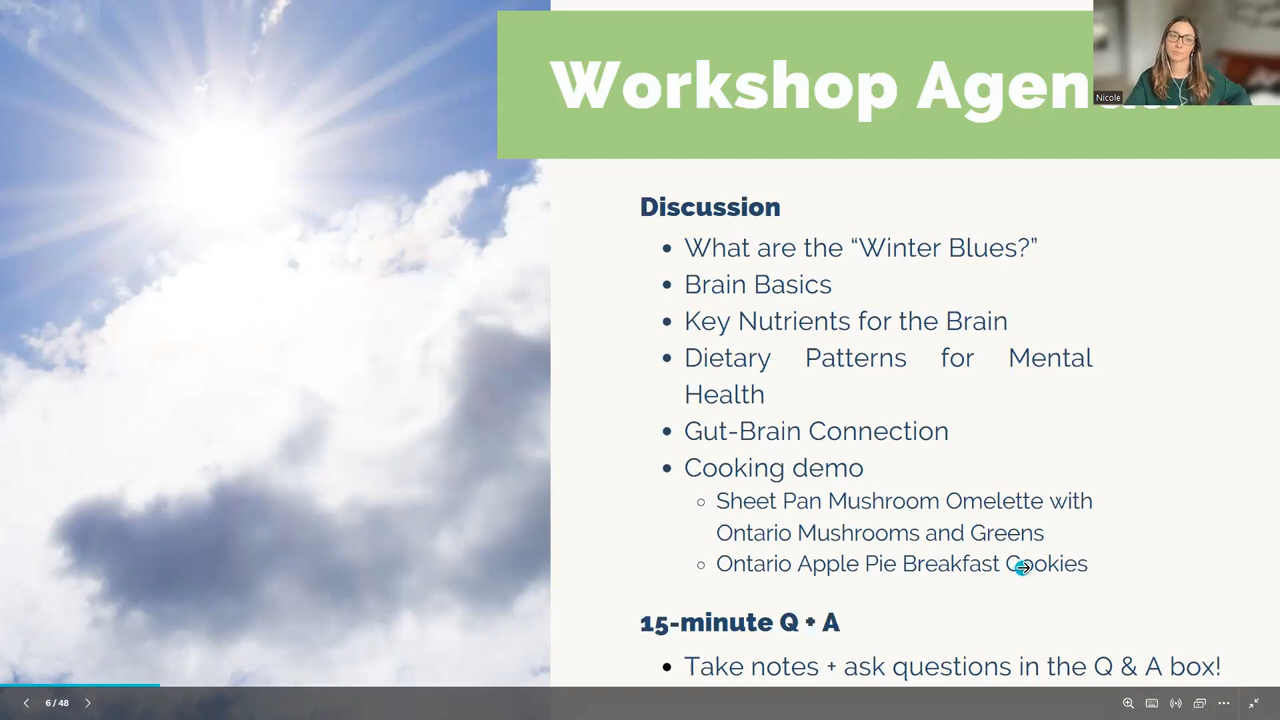 Workshop Agen
Nicole
Discussion
• What are the “Winter Blues?”
• Brain Basics
• Key Nutrients for the Brain
• Dietary Patterns for Mental
Health
• Gut-Brain Connection
• Cooking demo
◦ Sheet Pan Mushroom Omelette with
Ontario Mushrooms and Greens
◦ Ontario Apple Pie Breakfast Cookies
15-minute Q + A
• Take notes + ask questions in the Q & A box!
6 / 48